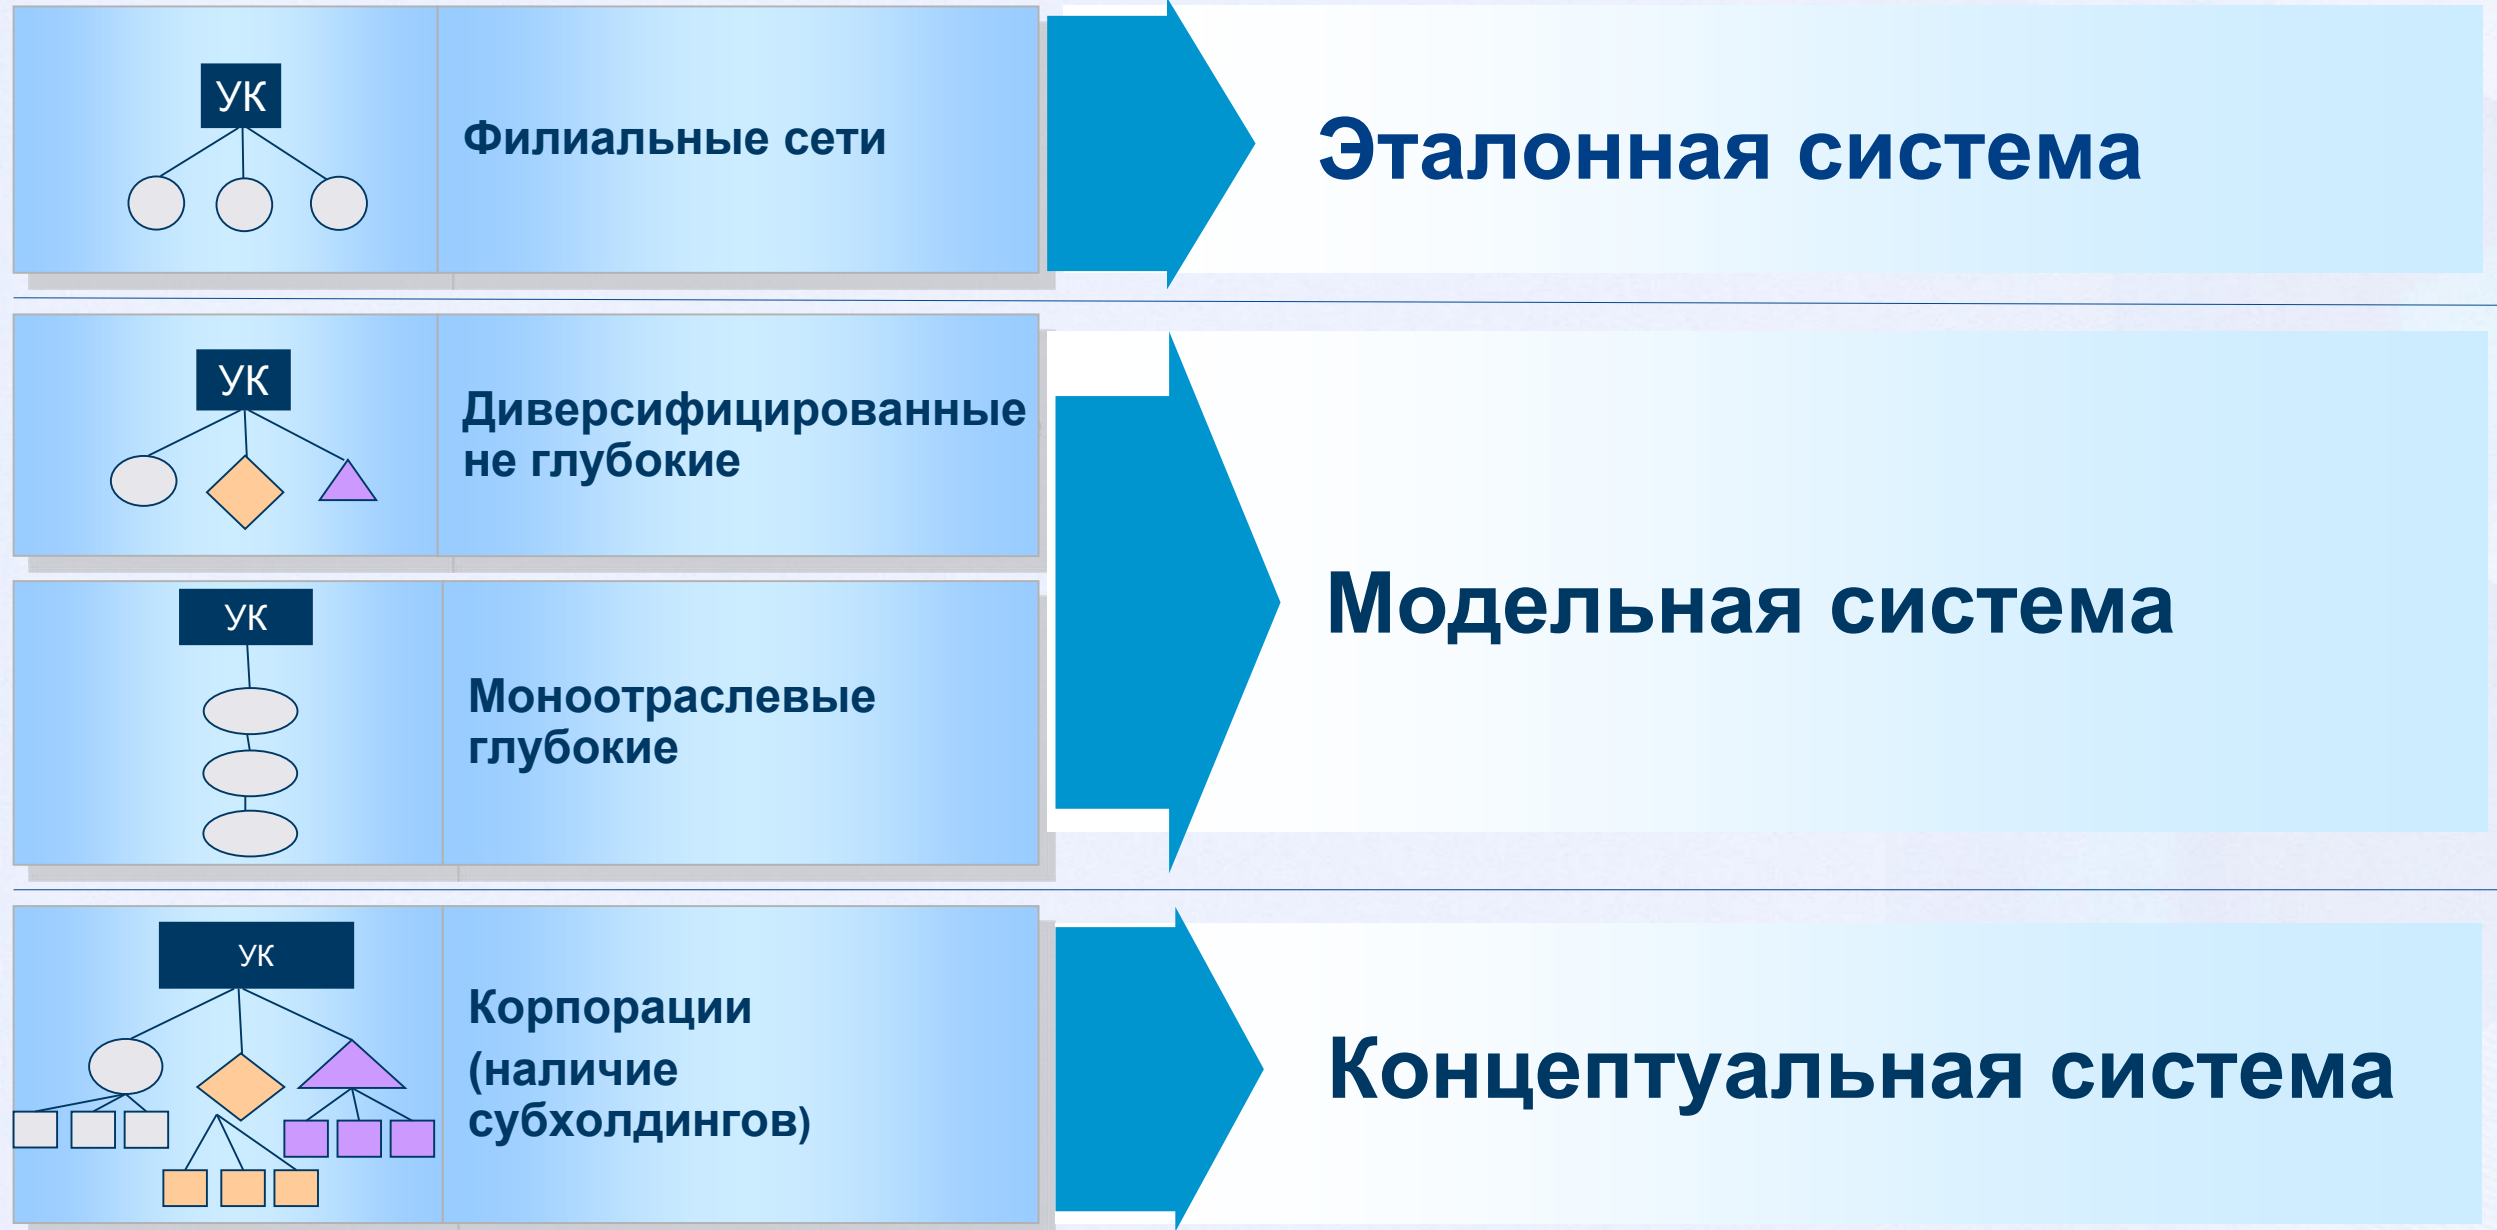 УК
Филиальные сети
Эталонная система
УК
Диверсифицированные
не глубокие
УК
Моноотраслевые
глубокие
Модельная система
УК
Корпорации
(наличие
субхолдингов)
Концептуальная система